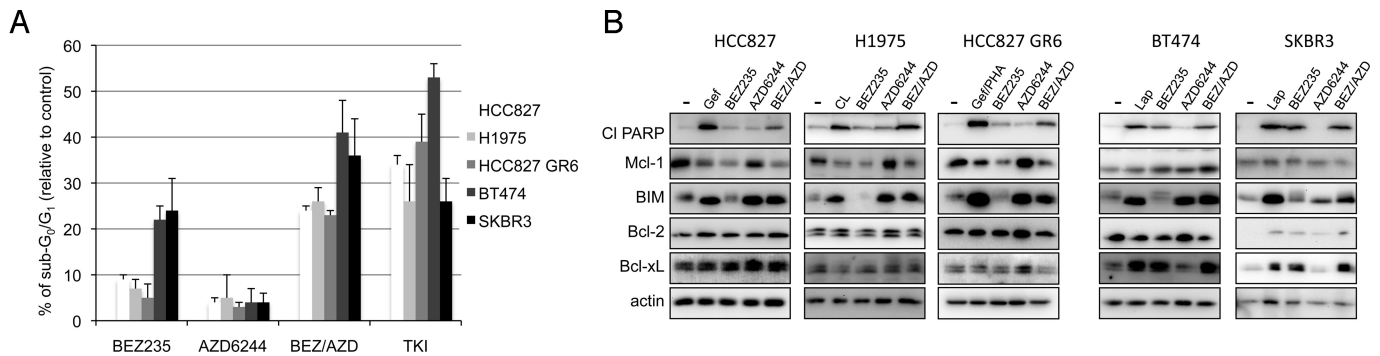 A
% of sub-G0/G1 (relative to control)
60
50
40
30
20
10
0
BEZ235 AZD6244 BEZ/AZD TKI
HCC827
H1975
HCC827 GR6
BT474
SKBR3
B
HCC827 H1975 HCC827 GR6 BT474 SKBR3
- Gef BEZ235 AZD6244 BEZ/AZD - CL BEZ235 AZD6244 BEZ/AZD - Gef/PHA BEZ235 AZD6244 BEZ/AZD - Lap BEZ235 AZD6244 BEZ/AZD - Lap BEZ235 AZD6244 BEZ/AZD
Cl PARP
Mcl-1
BIM
Bcl-2
Bcl-xL
actin